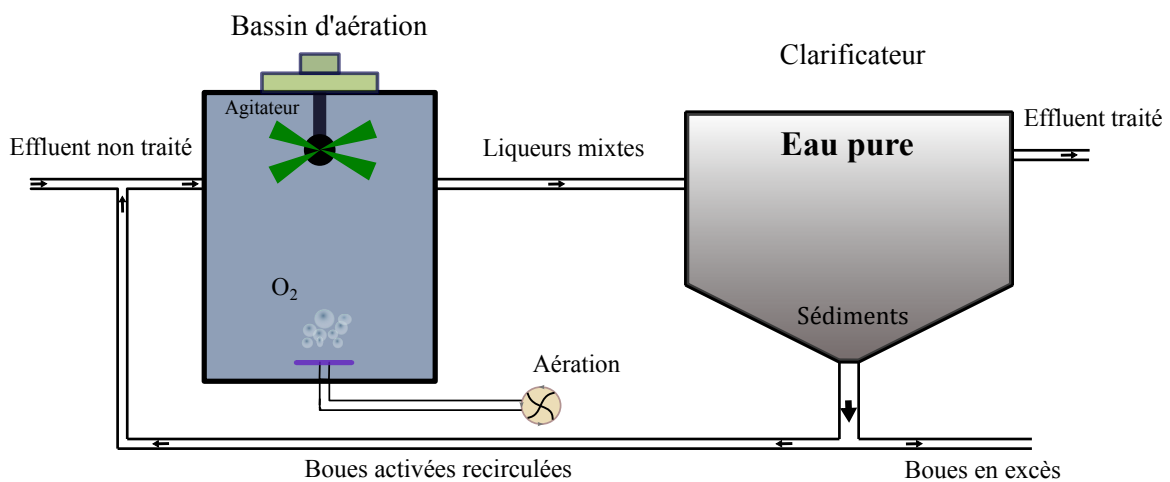 Bassin d'aération
Clarificateur
Agitateur
Effluent traité
Effluent non traité
Liqueurs mixtes
Eau pure
O₂
Sédiments
Aération
Boues activées recirculées
Boues en excès